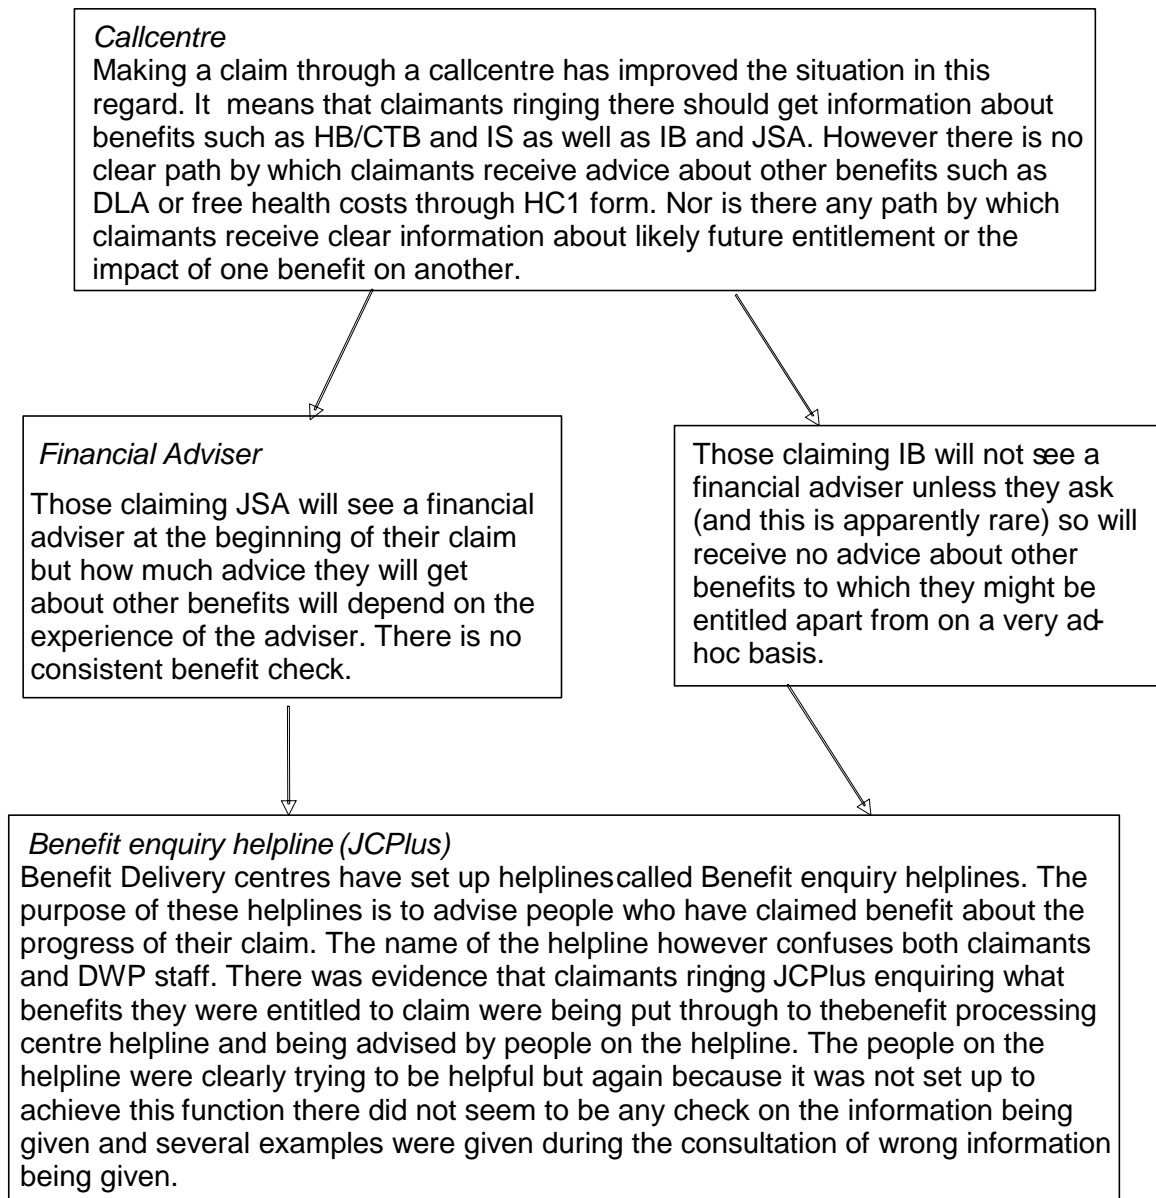 Callcentre
Making a claim through a callcentre has improved the situation in this
regard. It means that claimants ringing there should get information about
benefits such as HB/CTB and IS as well as IB and JSA. However there is no
clear path by which claimants receive advice about other benefits such as
DLA or free health costs through HC1 form. Nor is there any path by which
claimants receive clear information about likely future entitlement or the
impact of one benefit on another.
Financial Adviser
Those claiming JSA will see a financial
adviser at the beginning of their claim
but how much advice they will get
about other benefits will depend on the
experience of the adviser. There is no
consistent benefit check.
Those claiming IB will not see a
financial adviser unless they ask
(and this is apparently rare) so will
receive no advice about other
benefits to which they might be
entitled apart from on a very ad-
hoc basis.
Benefit enquiry helpline (JCPlus)
Benefit Delivery centres have set up helplines called Benefit enquiry helplines. The
purpose of these helplines is to advise people who have claimed benefit about the
progress of their claim. The name of the helpline however confuses both claimants
and DWP staff. There was evidence that claimants ringing JCPlus enquiring what
benefits they were entitled to claim were being put through to thebenefit processing
centre helpline and being advised by people on the helpline. The people on the
helpline were clearly trying to be helpful but again because it was not set up to
achieve this function there did not seem to be any check on the information being
given and several examples were given during the consultation of wrong information
being given.